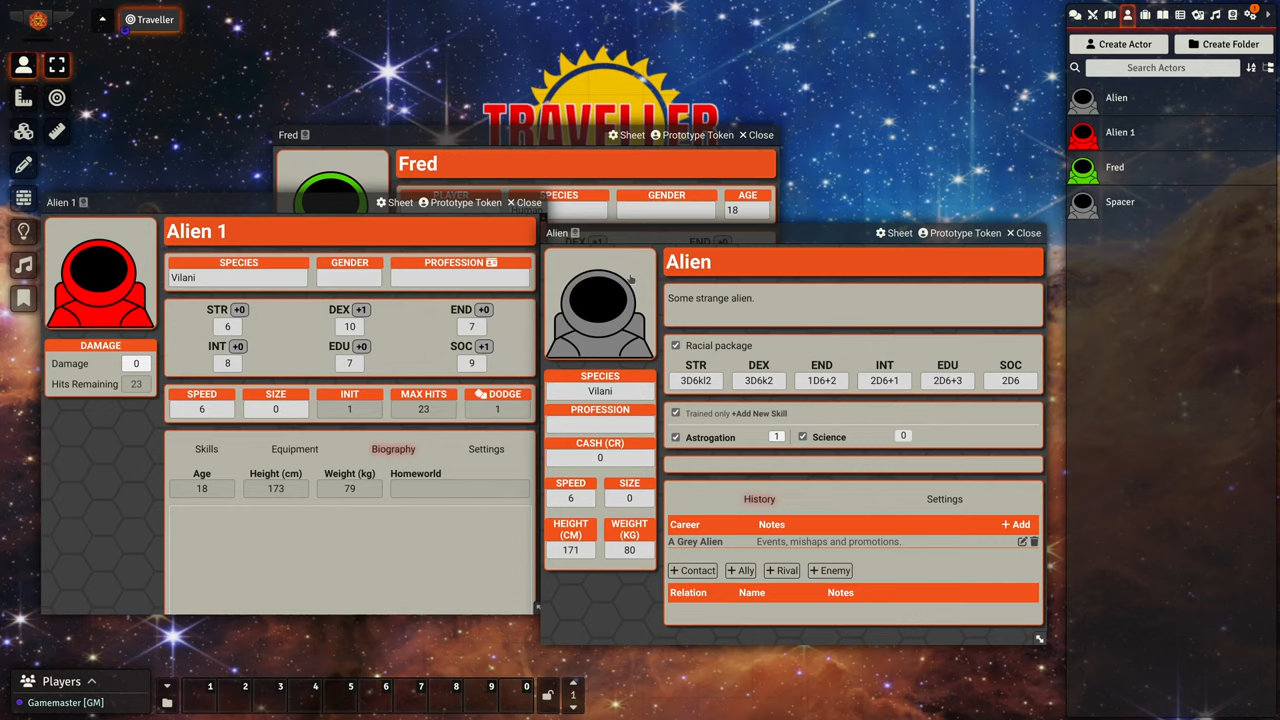 Traveller
TRAVELLER
Create Actor
Create Folder
Search Actors
Alien
Alien 1
Fred
Spacer
Fred
Sheet
Prototype Token
Close
Fred
PLAYER
SPECIES
GENDER
AGE
18
Alien 1
Sheet
Prototype Token
Close
Alien 1
SPECIES
GENDER
PROFESSION
Vilani
STR +0
DEX +1
END +0
6
10
7
INT +0
EDU +0
SOC +1
8
7
9
DAMAGE
Damage 0
Hits Remaining 23
SPEED
SIZE
INIT
MAX HITS
DODGE
6
0
1
23
1
Skills
Equipment
Biography
Settings
Age
Height (cm)
Weight (kg)
Homeworld
18
173
79
DEX +1
END +0
Alien
Sheet
Prototype Token
Close
Alien
Some strange alien.
Racial package
STR
DEX
END
INT
EDU
SOC
3D6kl2
3D6k2
1D6+2
2D6+1
2D6+3
2D6
Trained only +Add New Skill
Astrogation 1
Science 0
SPECIES
Vilani
PROFESSION
CASH (CR)
0
SPEED
SIZE
6
0
HEIGHT (CM)
WEIGHT (KG)
171
80
History
Settings
Career
Notes
+ Add
A Grey Alien
Events, mishaps and promotions.
+ Contact
+ Ally
+ Rival
+ Enemy
Relation
Name
Notes
Players
Gamemaster [GM]
1
2
3
4
5
6
7
8
9
0
1